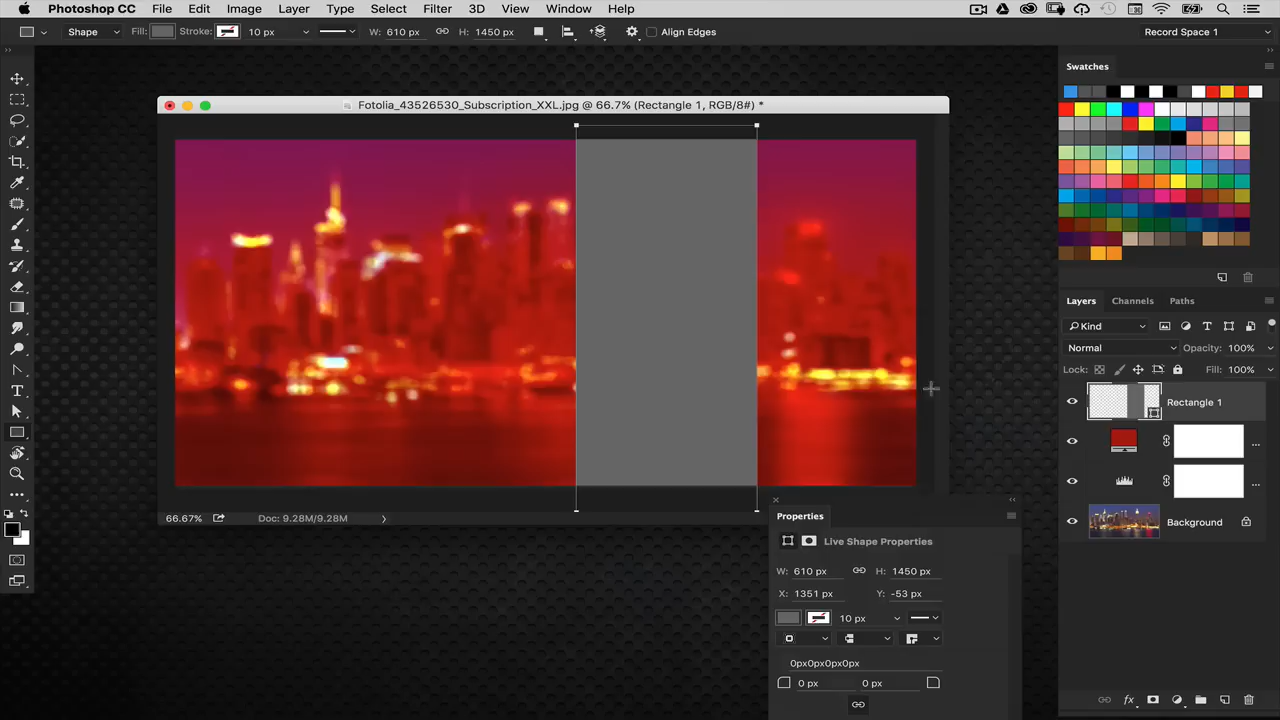 Photoshop CC File Edit Image Layer Type Select Filter 3D View Window Help
Shape Fill: Stroke: 10 px W: 610 px H: 1450 px Align Edges Record Space 1
Swatches
Fotolia_43526530_Subscription_XXL.jpg @ 66.7% (Rectangle 1, RGB/8#) *
Layers Channels Paths
Kind
Normal Opacity: 100%
Lock: Fill: 100%
Rectangle 1
...
...
Background
66.67% Doc: 9.28M/9.28M
Properties
Live Shape Properties
W: 610 px H: 1450 px
X: 1351 px Y: -53 px
10 px
0px0px0px0px
0 px 0 px
fx